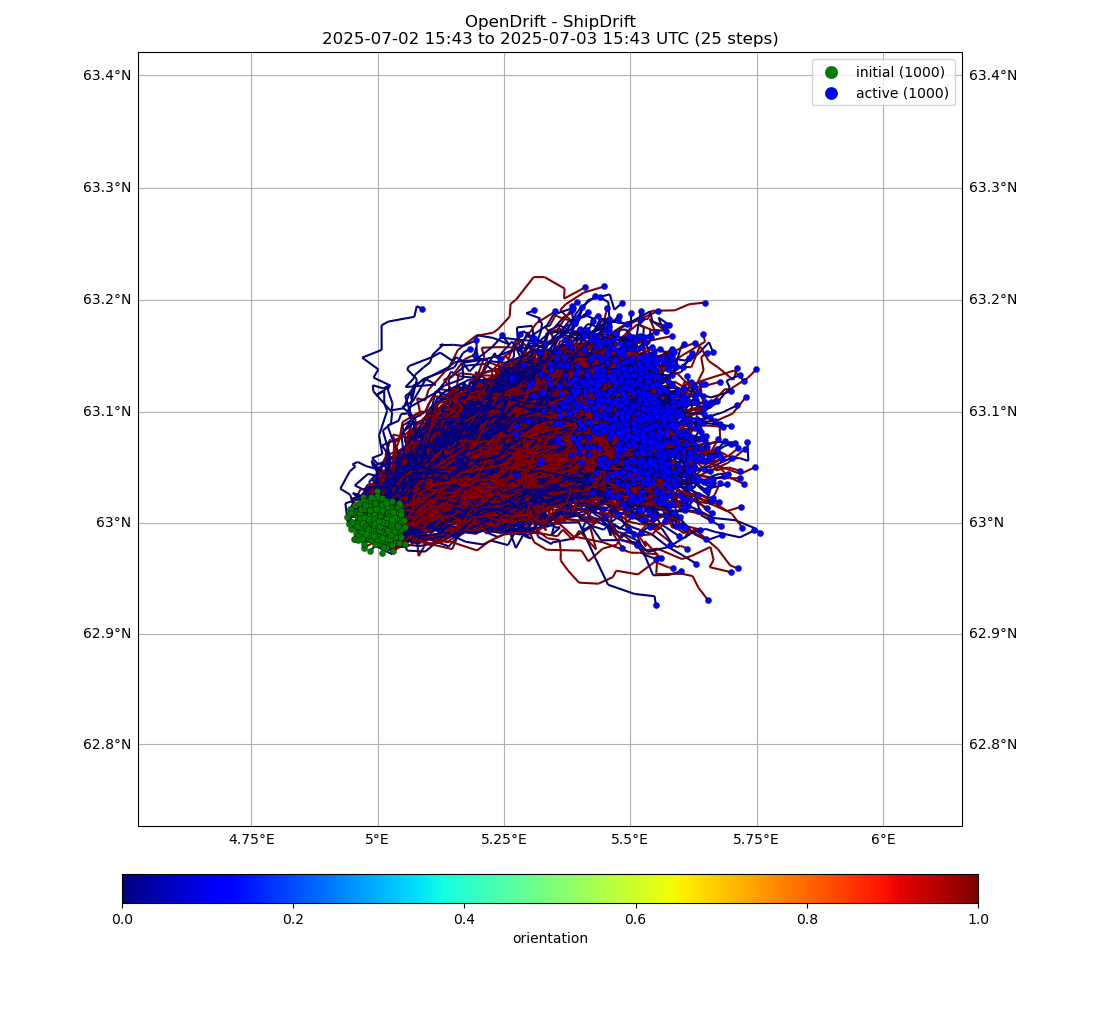 OpenDrift - ShipDrift
2025-07-02 15:43 to 2025-07-03 15:43 UTC (25 steps)
initial (1000)
active (1000)
63.4°N 63.4°N
63.3°N 63.3°N
63.2°N 63.2°N
63.1°N 63.1°N
63°N 63°N
62.9°N 62.9°N
62.8°N 62.8°N
4.75°E 5°E 5.25°E 5.5°E 5.75°E 6°E
0.0 0.2 0.4 0.6 0.8 1.0
orientation